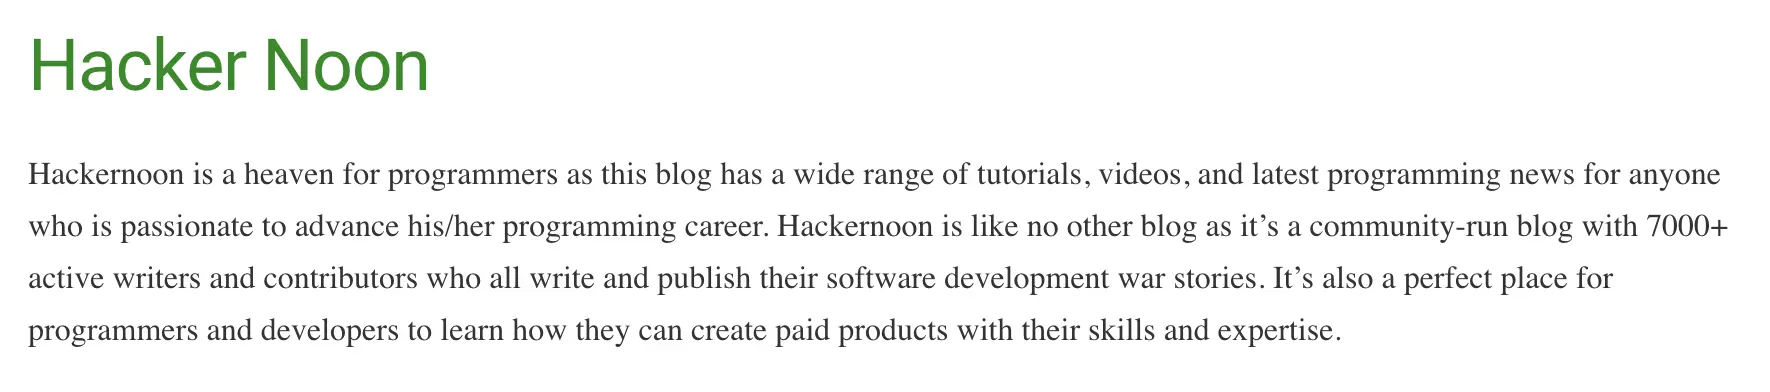 Hacker Noon
Hackernoon is a heaven for programmers as this blog has a wide range of tutorials, videos, and latest programming news for anyone
who is passionate to advance his/her programming career. Hackernoon is like no other blog as it’s a community-run blog with 7000+
active writers and contributors who all write and publish their software development war stories. It’s also a perfect place for
programmers and developers to learn how they can create paid products with their skills and expertise.